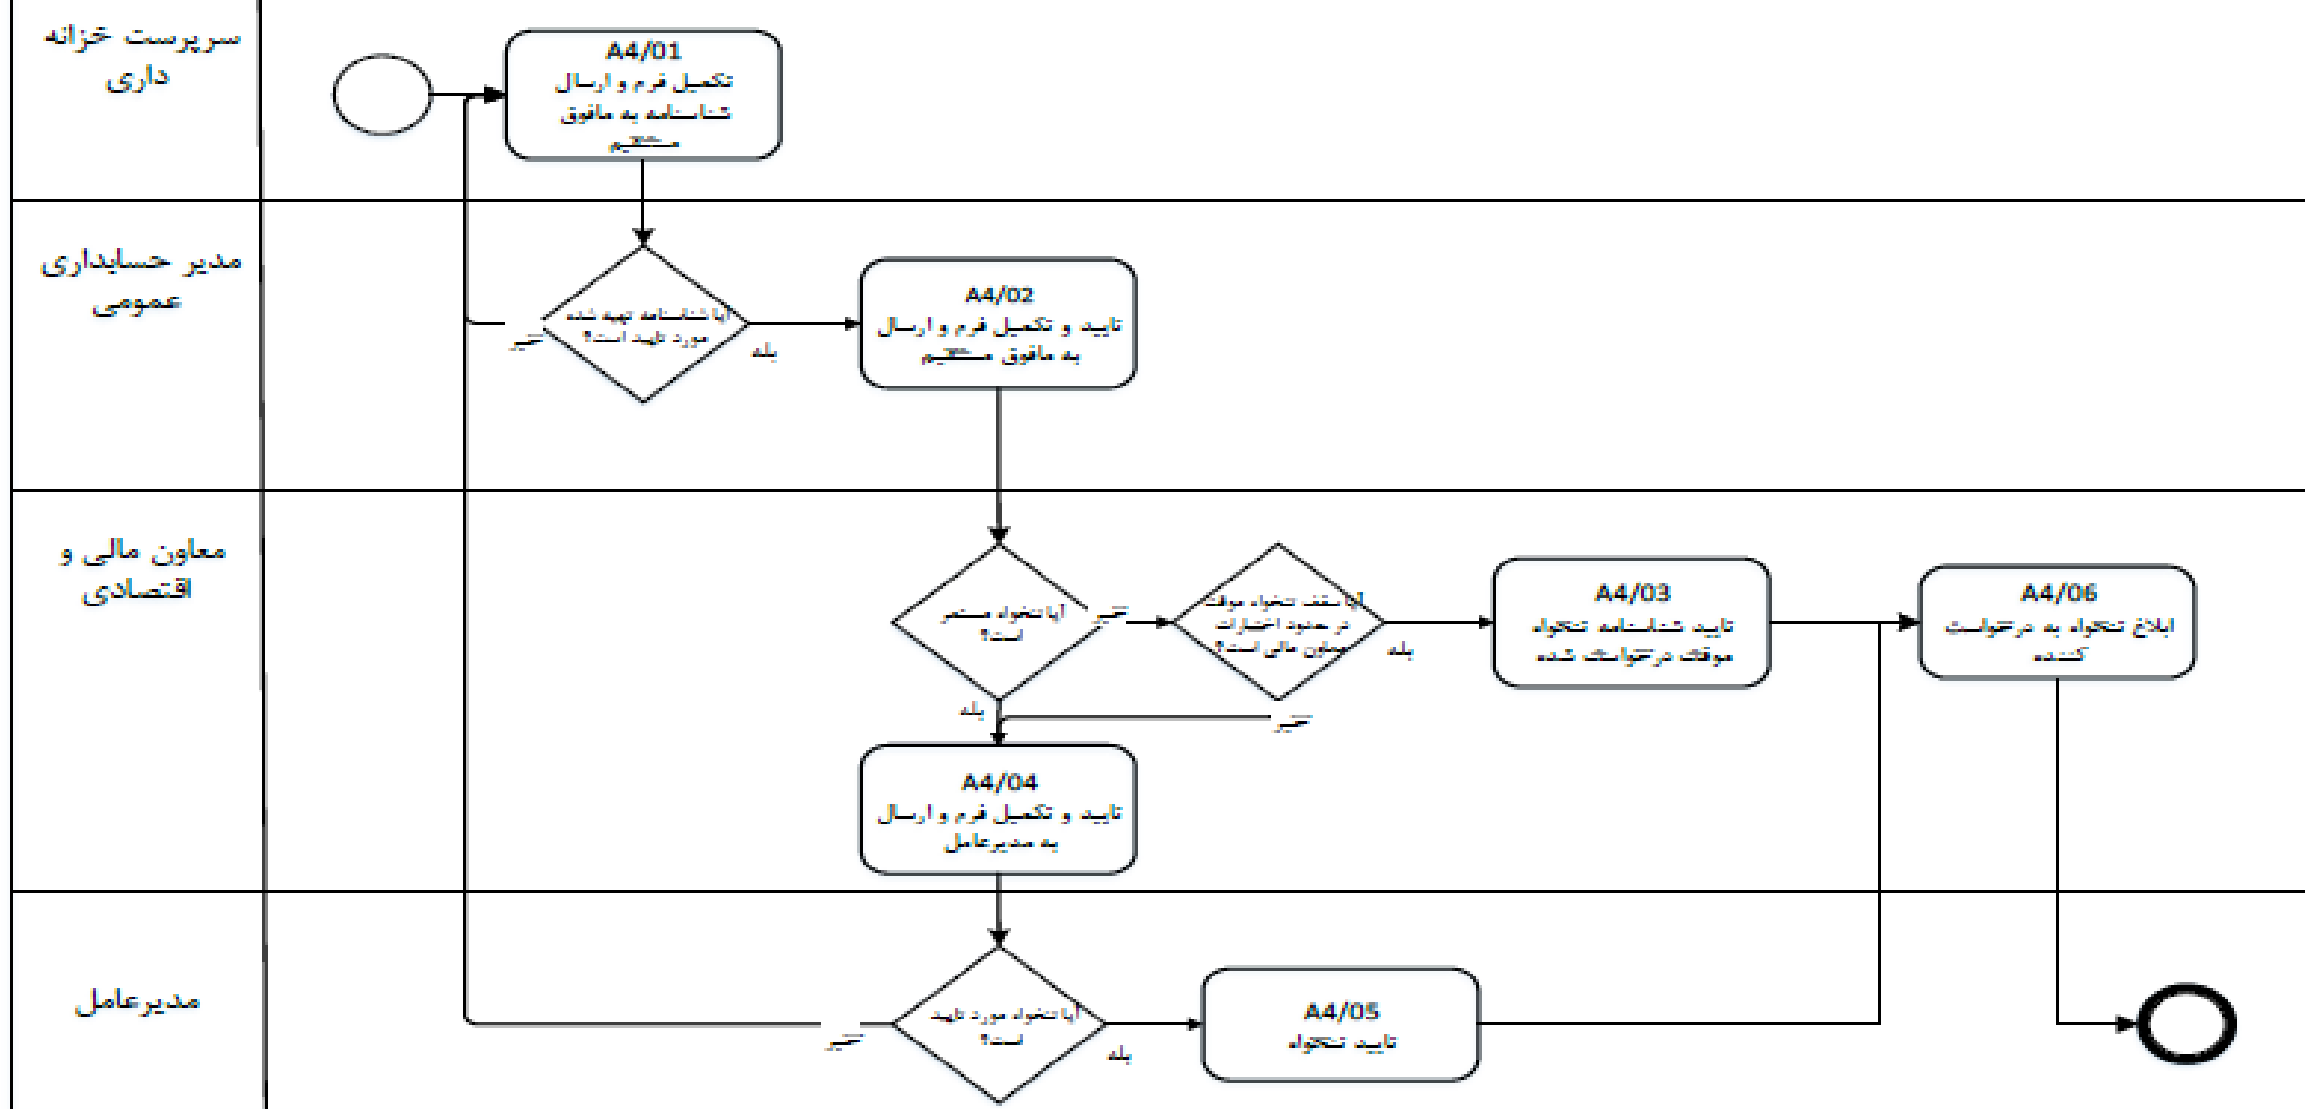 سرپرست خزانه
داری
A4/01
تکمیل فرم و ارسال
شناسنامه به مافوق
مستقیم
مدیر حسابداری
عمومی
آیا شناسنامه تهیه شده
مورد تایید است؟
خیر
بله
A4/02
تایید و تکمیل فرم و ارسال
به مافوق مستقیم
معاون مالی و
اقتصادی
آیا تنخواه مستمر
است؟
خیر
بله
آیا سقف تنخواه موقت
در حدود اختیارات
معاون مالی است؟
بله
خیر
A4/03
تایید شناسنامه تنخواه
موقت درخواست شده
A4/06
ابلاغ تنخواه به درخواست
کننده
A4/04
تایید و تکمیل فرم و ارسال
به مدیرعامل
مدیرعامل
آیا تنخواه مورد تایید
است؟
خیر
بله
A4/05
تایید تنخواه